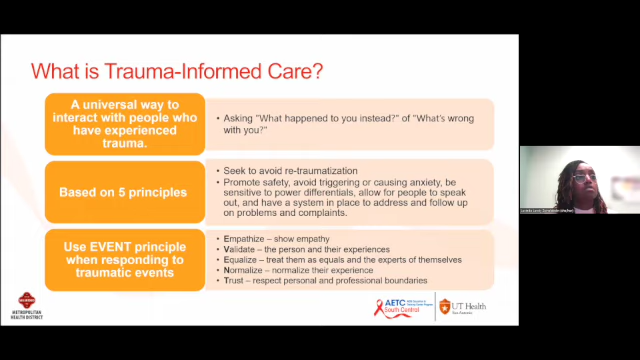 What is Trauma-Informed Care?
A universal way to
interact with people who
have experienced
trauma.
• Asking "What happened to you instead?" of "What's wrong
with you?"
Based on 5 principles
• Seek to avoid re-traumatization
• Promote safety, avoid triggering or causing anxiety, be
sensitive to power differentials, allow for people to speak
out, and have a system in place to address and follow up
on problems and complaints.
Use EVENT principle
when responding to
traumatic events
• Empathize – show empathy
• Validate – the person and their experiences
• Equalize – treat them as equals and the experts of themselves
• Normalize – normalize their experience
• Trust – respect personal and professional boundaries
METROPOLITAN
HEALTH DISTRICT
AETC
South Central
UT Health
San Antonio